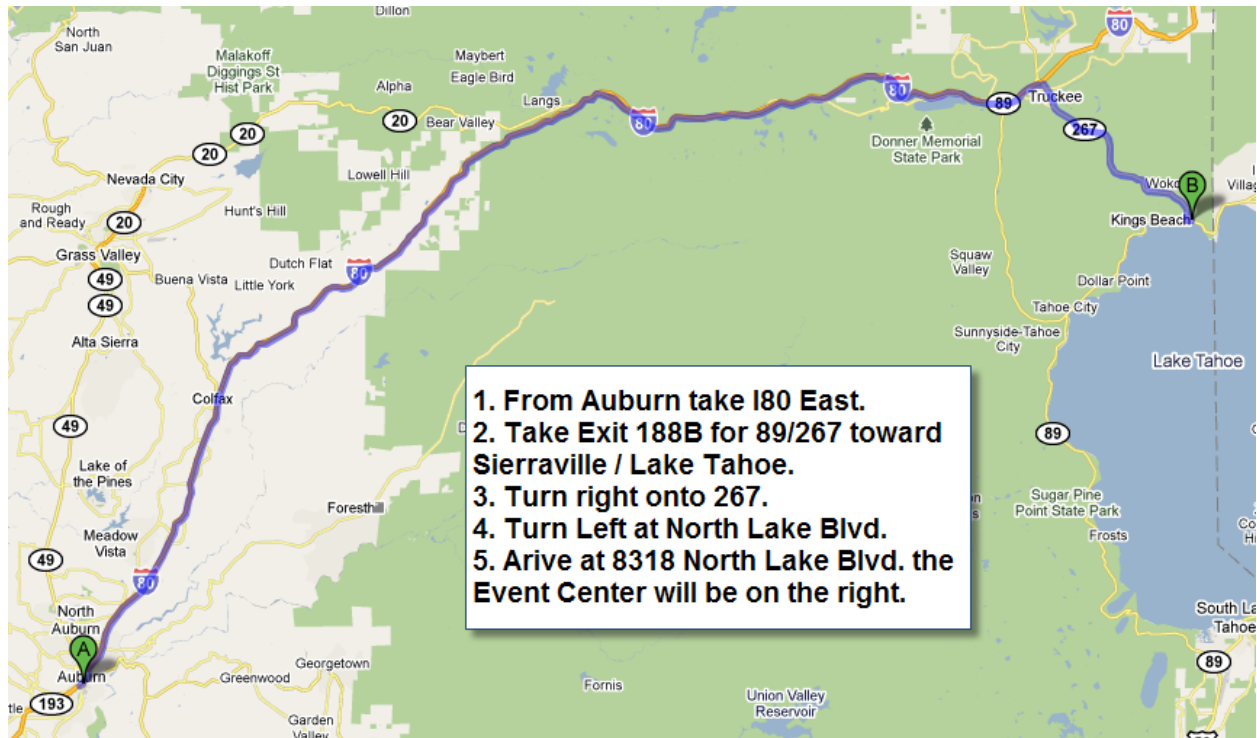 Dillon
North
San Juan
Malakoff
Diggings St
Hist Park
Maybert
Eagle Bird
Alpha
Langs
80
80
80
89
Truckee
20
20
20
Bear Valley
267
Donner Memorial
State Park
Nevada City
Lowell Hill
Rough
and Ready
Hunt's Hill
20
B
Kings Beach
Grass Valley
Dutch Flat
80
49
Buena Vista
Little York
Squaw
Valley
Dollar Point
49
Tahoe City
Alta Sierra
Sunnyside-Tahoe
City
Lake Tahoe
Colfax
1. From Auburn take I80 East.
2. Take Exit 188B for 89/267 toward
Sierraville / Lake Tahoe.
3. Turn right onto 267.
4. Turn Left at North Lake Blvd.
5. Arive at 8318 North Lake Blvd. the
Event Center will be on the right.
49
89
Lake of
the Pines
Foresthill
Sugar Pine
Point State Park
Frosts
Meadow
Vista
49
80
North
Auburn
A
Auburn
South La
Tahoe
Georgetown
89
Greenwood
Fornis
193
Union Valley
Reservoir
Garden
Valley